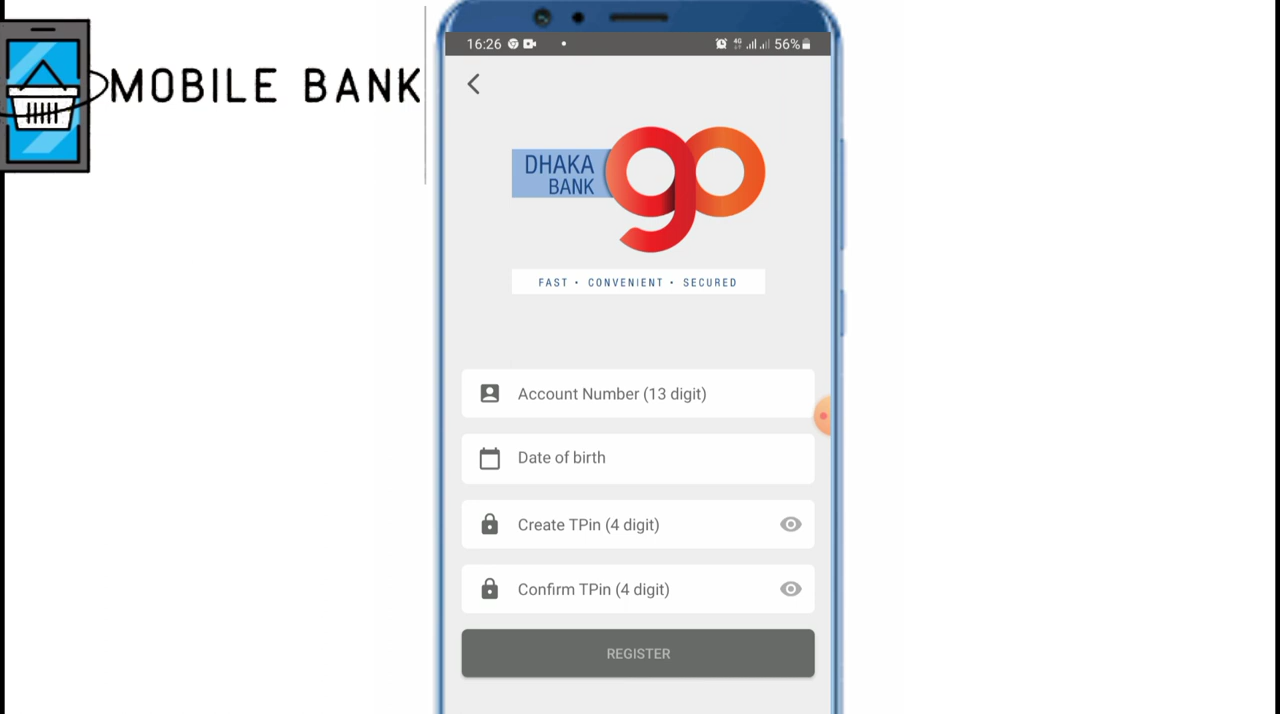 MOBILE BANK
16:26
4G
56%
DHAKA
BANK
go
FAST • CONVENIENT • SECURED
Account Number (13 digit)
Date of birth
Create TPin (4 digit)
Confirm TPin (4 digit)
REGISTER